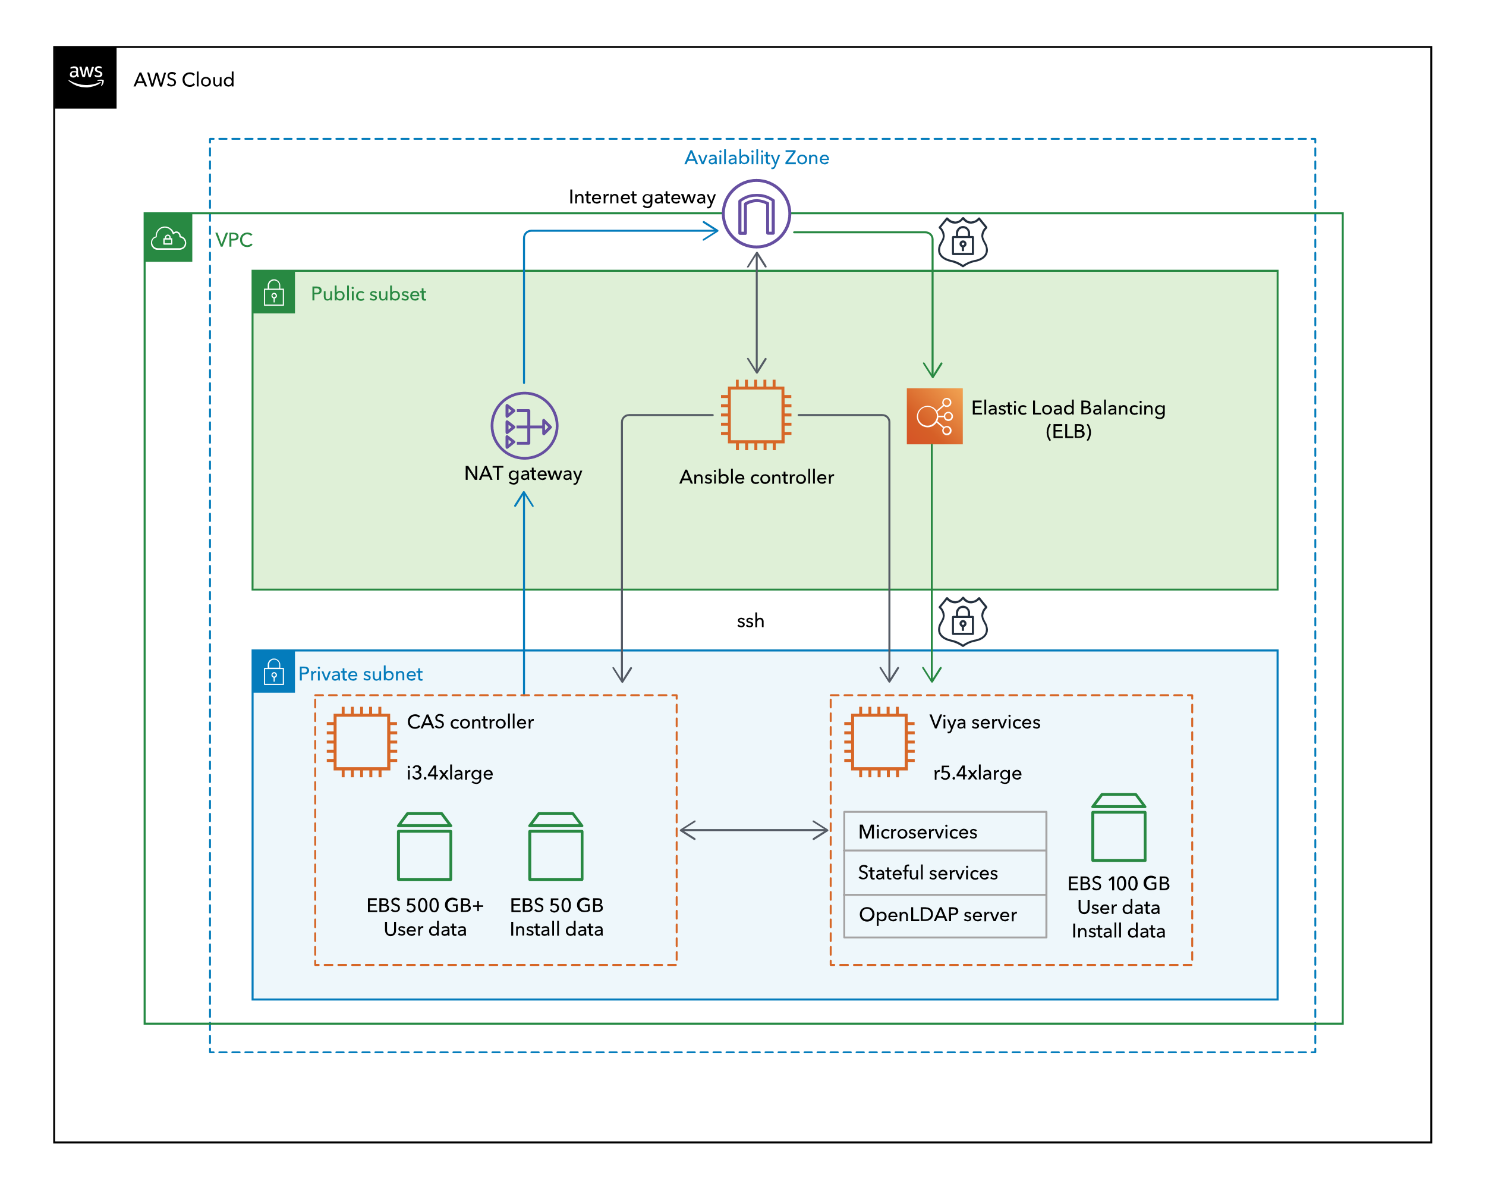 aws
AWS Cloud
Availability Zone
Internet gateway
VPC
Public subset
Elastic Load Balancing
(ELB)
NAT gateway
Ansible controller
ssh
Private subnet
CAS controller
i3.4xlarge
EBS 500 GB+
User data
EBS 50 GB
Install data
Viya services
r5.4xlarge
Microservices
Stateful services
OpenLDAP server
EBS 100 GB
User data
Install data